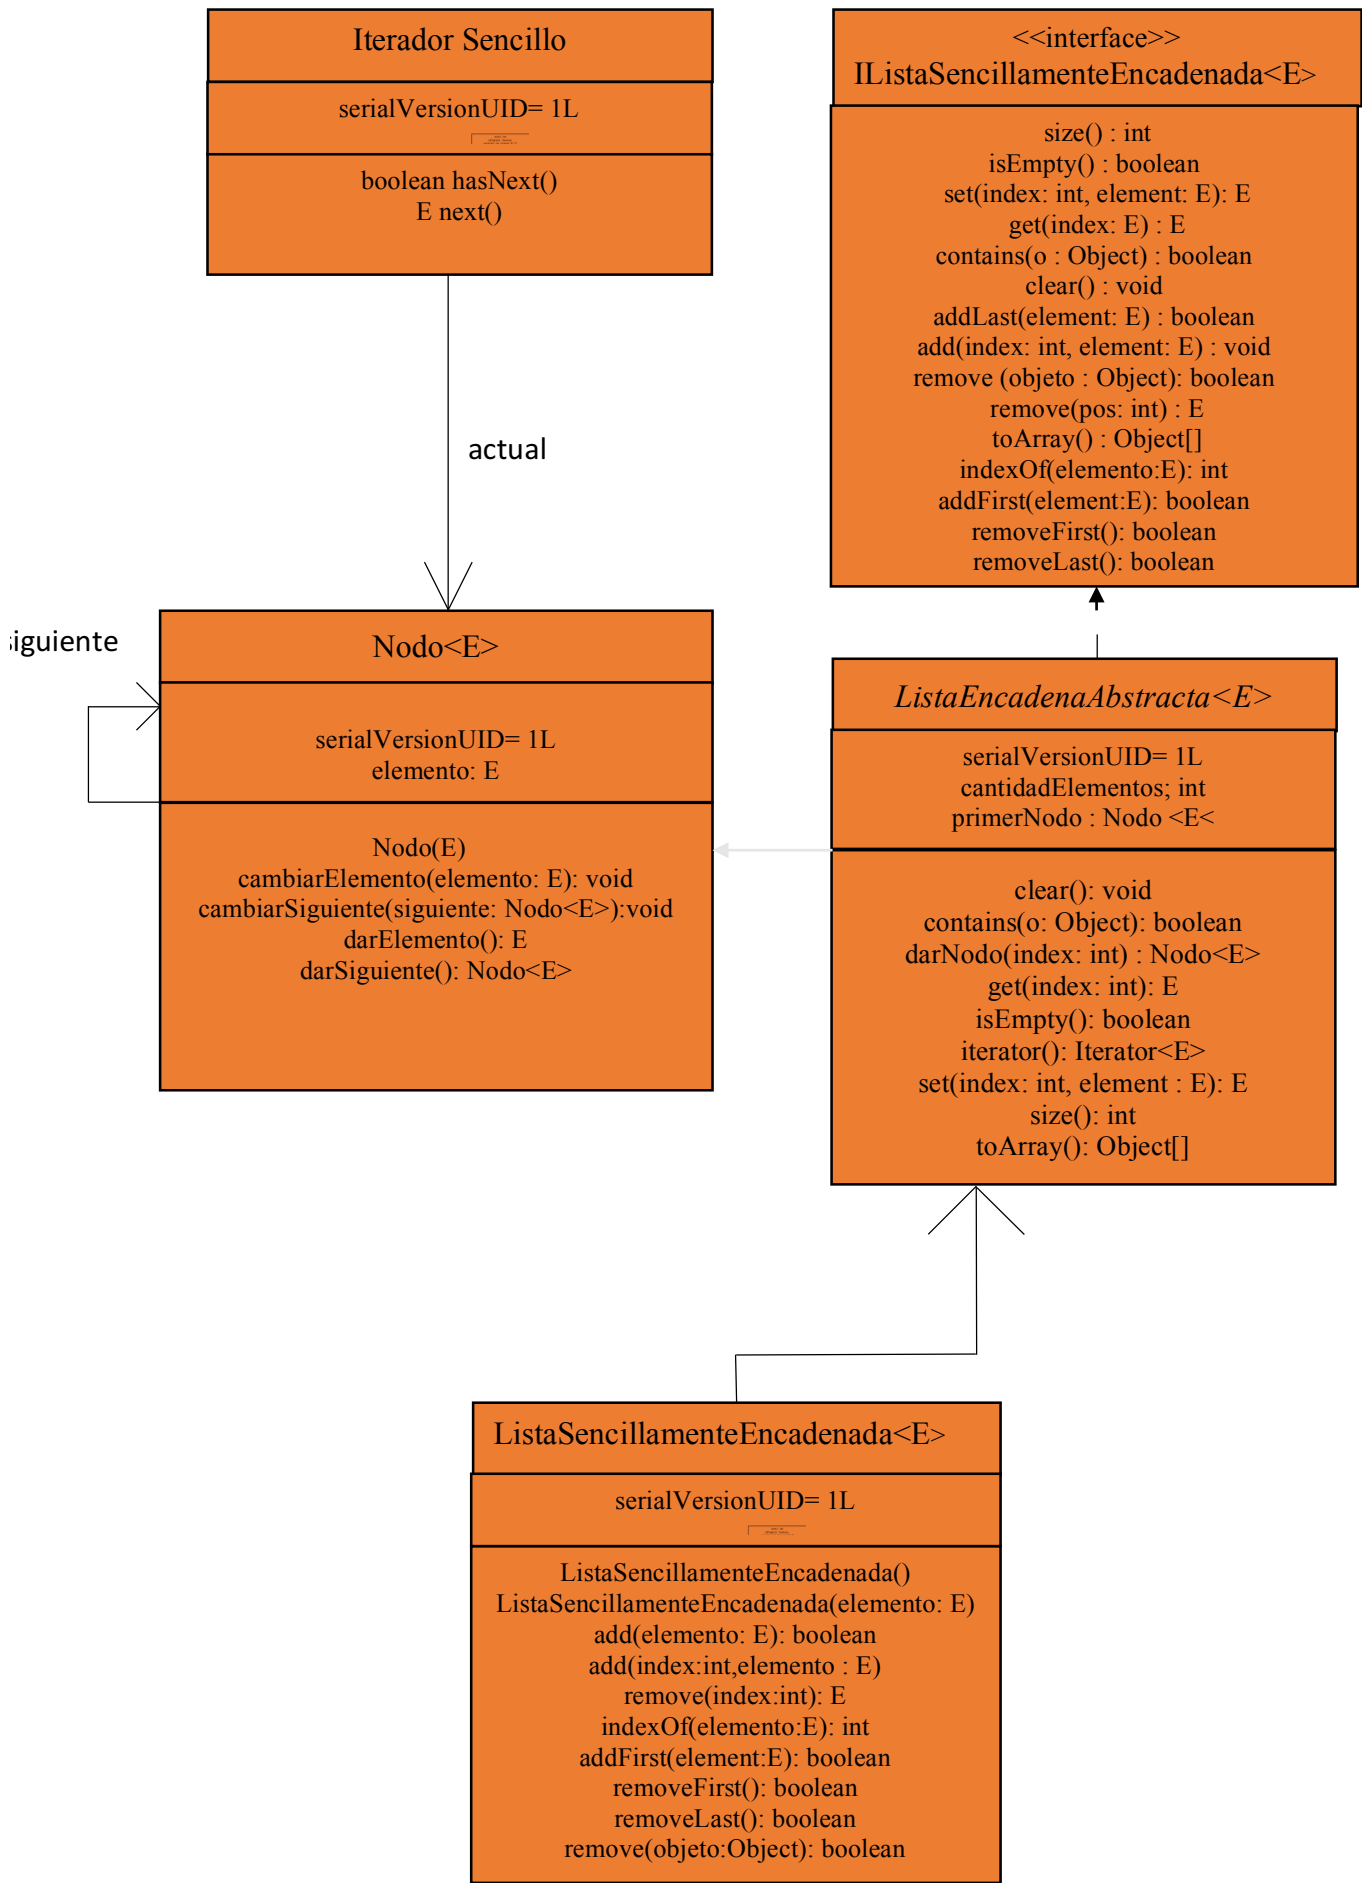 Iterador Sencillo
serialVersionUID= 1L
boolean hasNext()
E next()
<<interface>>
IListaSencillamenteEncadenada<E>
size() : int
isEmpty() : boolean
set(index: int, element: E): E
get(index: E) : E
contains(o : Object) : boolean
clear() : void
addLast(element: E) : boolean
add(index: int, element: E) : void
remove (objeto : Object): boolean
remove(pos: int) : E
toArray() : Object[]
indexOf(elemento:E): int
addFirst(element:E): boolean
removeFirst(): boolean
removeLast(): boolean
actual
siguiente
Nodo<E>
serialVersionUID= 1L
elemento: E
Nodo(E)
cambiarElemento(elemento: E): void
cambiarSiguiente(siguiente: Nodo<E>):void
darElemento(): E
darSiguiente(): Nodo<E>
ListaEncadenaAbstracta<E>
serialVersionUID= 1L
cantidadElementos; int
primerNodo : Nodo <E<
clear(): void
contains(o: Object): boolean
darNodo(index: int) : Nodo<E>
get(index: int): E
isEmpty(): boolean
iterator(): Iterator<E>
set(index: int, element : E): E
size(): int
toArray(): Object[]
ListaSencillamenteEncadenada<E>
serialVersionUID= 1L
ListaSencillamenteEncadenada()
ListaSencillamenteEncadenada(elemento: E)
add(elemento: E): boolean
add(index:int,elemento : E)
remove(index:int): E
indexOf(elemento:E): int
addFirst(element:E): boolean
removeFirst(): boolean
removeLast(): boolean
remove(objeto:Object): boolean